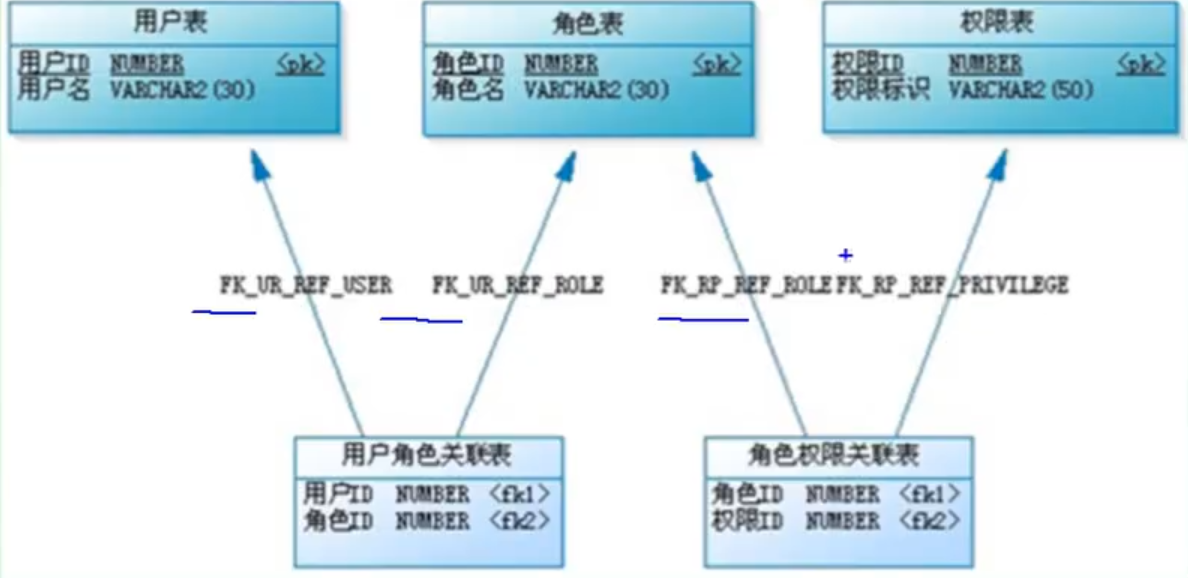 用户表
用户ID NUMBER <pk>
用户名 VARCHAR2(30)
角色表
角色ID NUMBER <pk>
角色名 VARCHAR2(30)
权限表
权限ID NUMBER <pk>
权限标识 VARCHAR2(50)
FK_UR_REF_USER
FK_UR_REF_ROLE
FK_RP_REF_ROLE
FK_RP_REF_PRIVILEGE
用户角色关联表
用户ID NUMBER <fk1>
角色ID NUMBER <fk2>
角色权限关联表
角色ID NUMBER <fk1>
权限ID NUMBER <fk2>